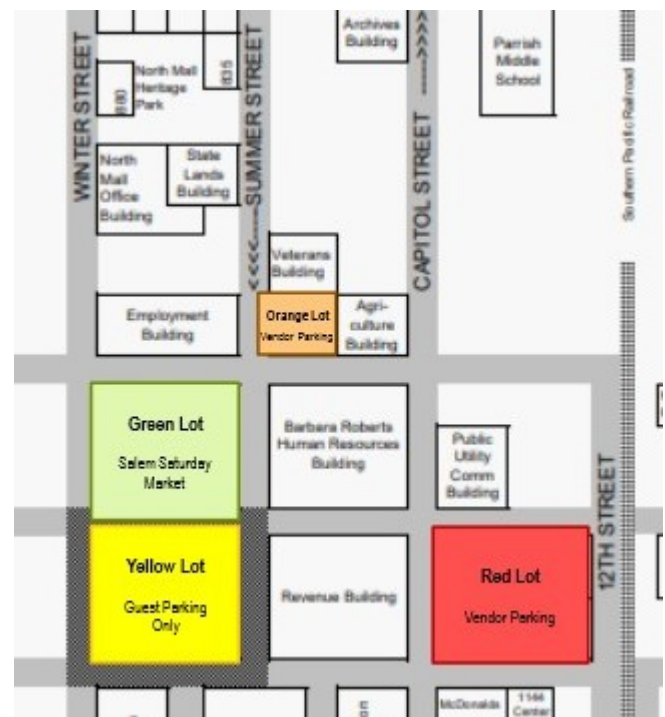 Archives
Building
Parrish
Middle
School
835
North Mall
Heritage
Park
880
WINTER STREET
<<<<----SUMMER STREET
CAPITOL STREET ---->>>>
Southern Pacific Railroad
North
Mall
Office
Building
State
Lands
Building
Veterans
Building
Employment
Building
Orange Lot
Vendor Parking
Agri-
culture
Building
Green Lot
Salem Saturday
Market
Barbara Roberts
Human Resources
Building
Public
Utility
Comm
Building
12TH STREET
Yellow Lot
Guest Parking
Only
Revenue Building
Red Lot
Vendor Parking
McDonalds
1144
Center